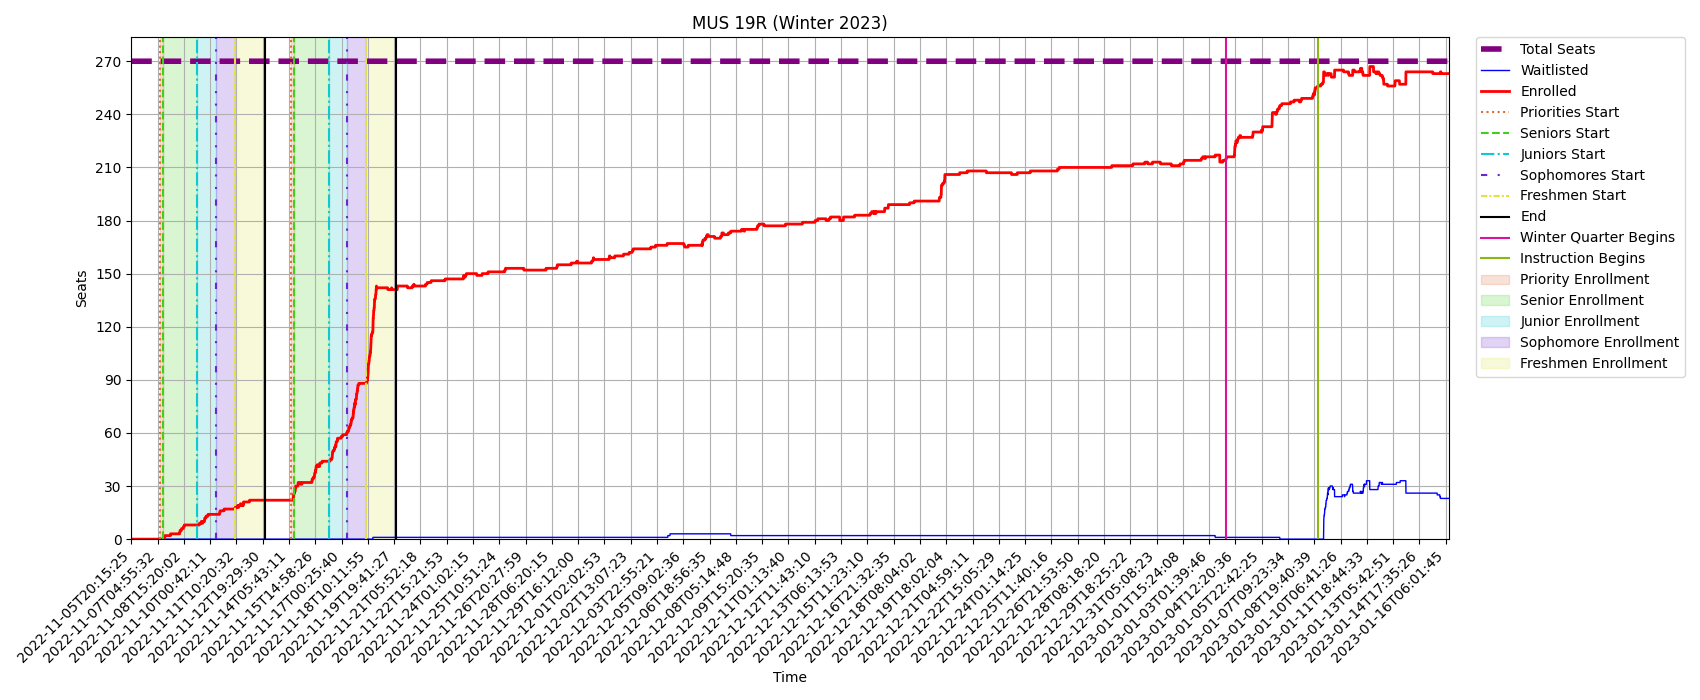 MUS 19R (Winter 2023)
Seats
270
240
210
180
150
120
90
60
30
0
2022-11-05T20:15:25
2022-11-07T04:55:32
2022-11-08T15:20:02
2022-11-10T00:42:11
2022-11-11T10:20:32
2022-11-12T19:29:30
2022-11-14T05:43:11
2022-11-15T14:58:26
2022-11-17T00:25:40
2022-11-18T10:11:55
2022-11-19T19:41:27
2022-11-21T05:52:18
2022-11-22T15:21:53
2022-11-24T01:02:15
2022-11-25T10:51:24
2022-11-26T20:27:59
2022-11-28T06:20:15
2022-11-29T16:12:00
2022-12-01T02:02:53
2022-12-02T13:07:23
2022-12-03T22:55:21
2022-12-05T09:02:36
2022-12-06T18:56:35
2022-12-08T05:14:48
2022-12-09T15:20:35
2022-12-11T01:13:40
2022-12-12T11:43:10
2022-12-13T06:13:53
2022-12-15T11:23:10
2022-12-16T21:32:35
2022-12-18T08:04:02
2022-12-19T18:02:04
2022-12-21T04:59:11
2022-12-22T15:05:29
2022-12-24T01:14:25
2022-12-25T11:40:16
2022-12-26T21:53:50
2022-12-28T08:18:20
2022-12-29T18:25:22
2022-12-31T05:08:23
2023-01-01T15:24:08
2023-01-03T01:39:46
2023-01-04T12:20:36
2023-01-05T22:42:25
2023-01-07T09:23:34
2023-01-08T19:40:39
2023-01-10T06:41:26
2023-01-11T18:44:33
2023-01-13T05:42:51
2023-01-14T17:35:26
2023-01-16T06:01:45
Time
Total Seats
Waitlisted
Enrolled
Priorities Start
Seniors Start
Juniors Start
Sophomores Start
Freshmen Start
End
Winter Quarter Begins
Instruction Begins
Priority Enrollment
Senior Enrollment
Junior Enrollment
Sophomore Enrollment
Freshmen Enrollment